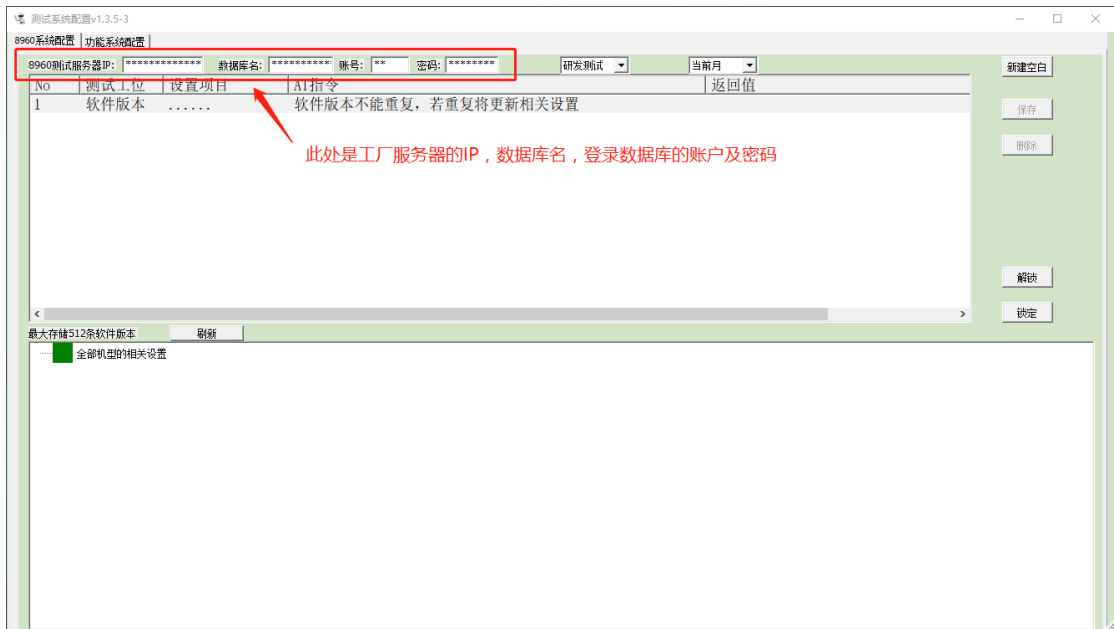 测试系统配置v1.3.5-3
8960系统配置 功能系统配置
8960测试服务器IP: ************* 数据库名: ********** 账号: ** 密码: ******** 研发测试 当前月 新建空白
No 测试工位 设置项目 AT指令 返回值
1 软件版本 ...... 软件版本不能重复，若重复将更新相关设置
保存
此处是工厂服务器的IP，数据库名，登录数据库的账户及密码
删除
解锁
锁定
最大存储512条软件版本 刷新
全部机型的相关设置